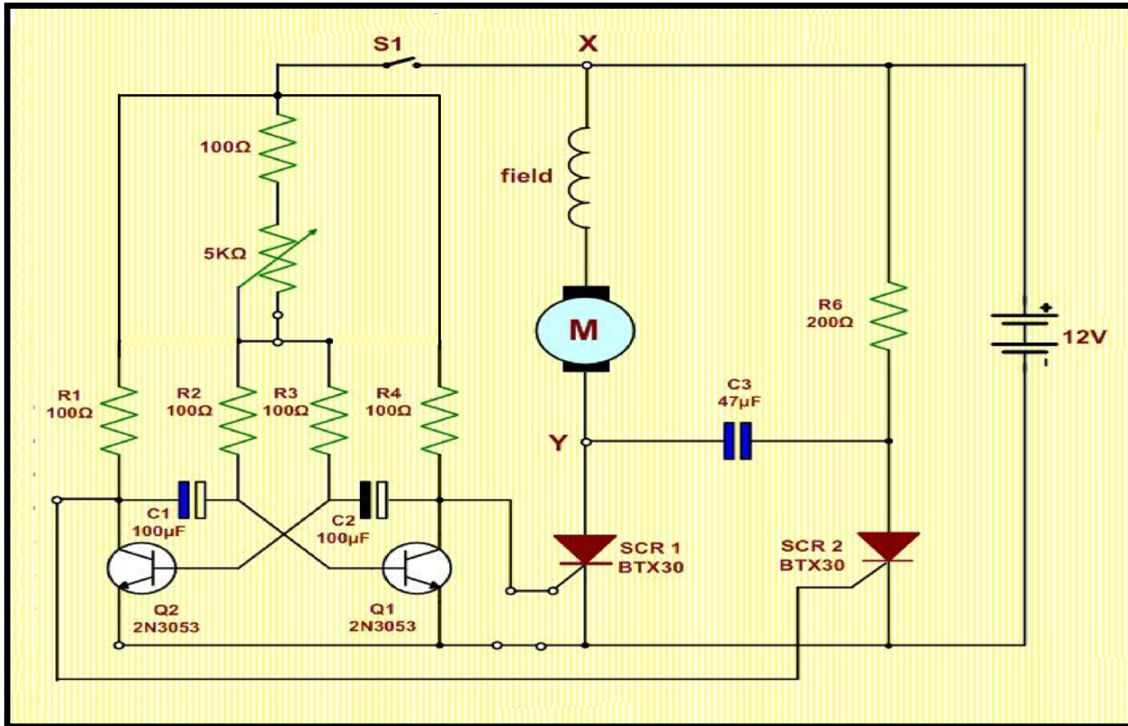 S1
X
100Ω
field
5KΩ
M
R6
200Ω
+
12V
-
R1
100Ω
R2
100Ω
R3
100Ω
R4
100Ω
C3
47µF
Y
C1
100µF
C2
100µF
SCR 1
BTX30
SCR 2
BTX30
Q2
2N3053
Q1
2N3053